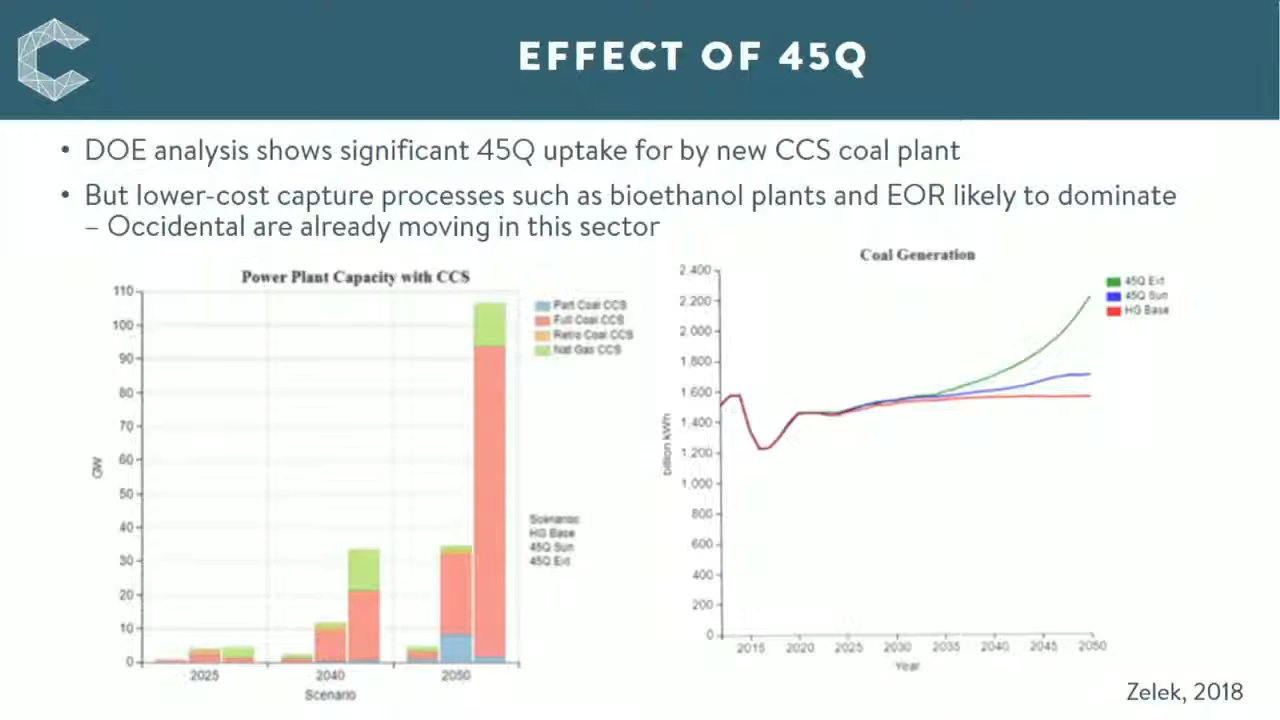 EFFECT OF 45Q
• DOE analysis shows significant 45Q uptake for by new CCS coal plant
• But lower-cost capture processes such as bioethanol plants and EOR likely to dominate
– Occidental are already moving in this sector
Power Plant Capacity with CCS
110
100
90
80
70
60
50
40
30
20
10
0
GW
2025
2040
2050
Scenario
Part Coal CCS
Full Coal CCS
Retro Coal CCS
Nat Gas CCS
Scenarios:
HG Base
45Q Sun
45Q Ext
Coal Generation
2,400
2,200
2,000
1,800
1,600
1,400
1,200
1,000
800
600
400
200
0
billion kWh
2015
2020
2025
2030
2035
2040
2045
2050
Year
45Q Ext
45Q Sun
HG Base
Zelek, 2018